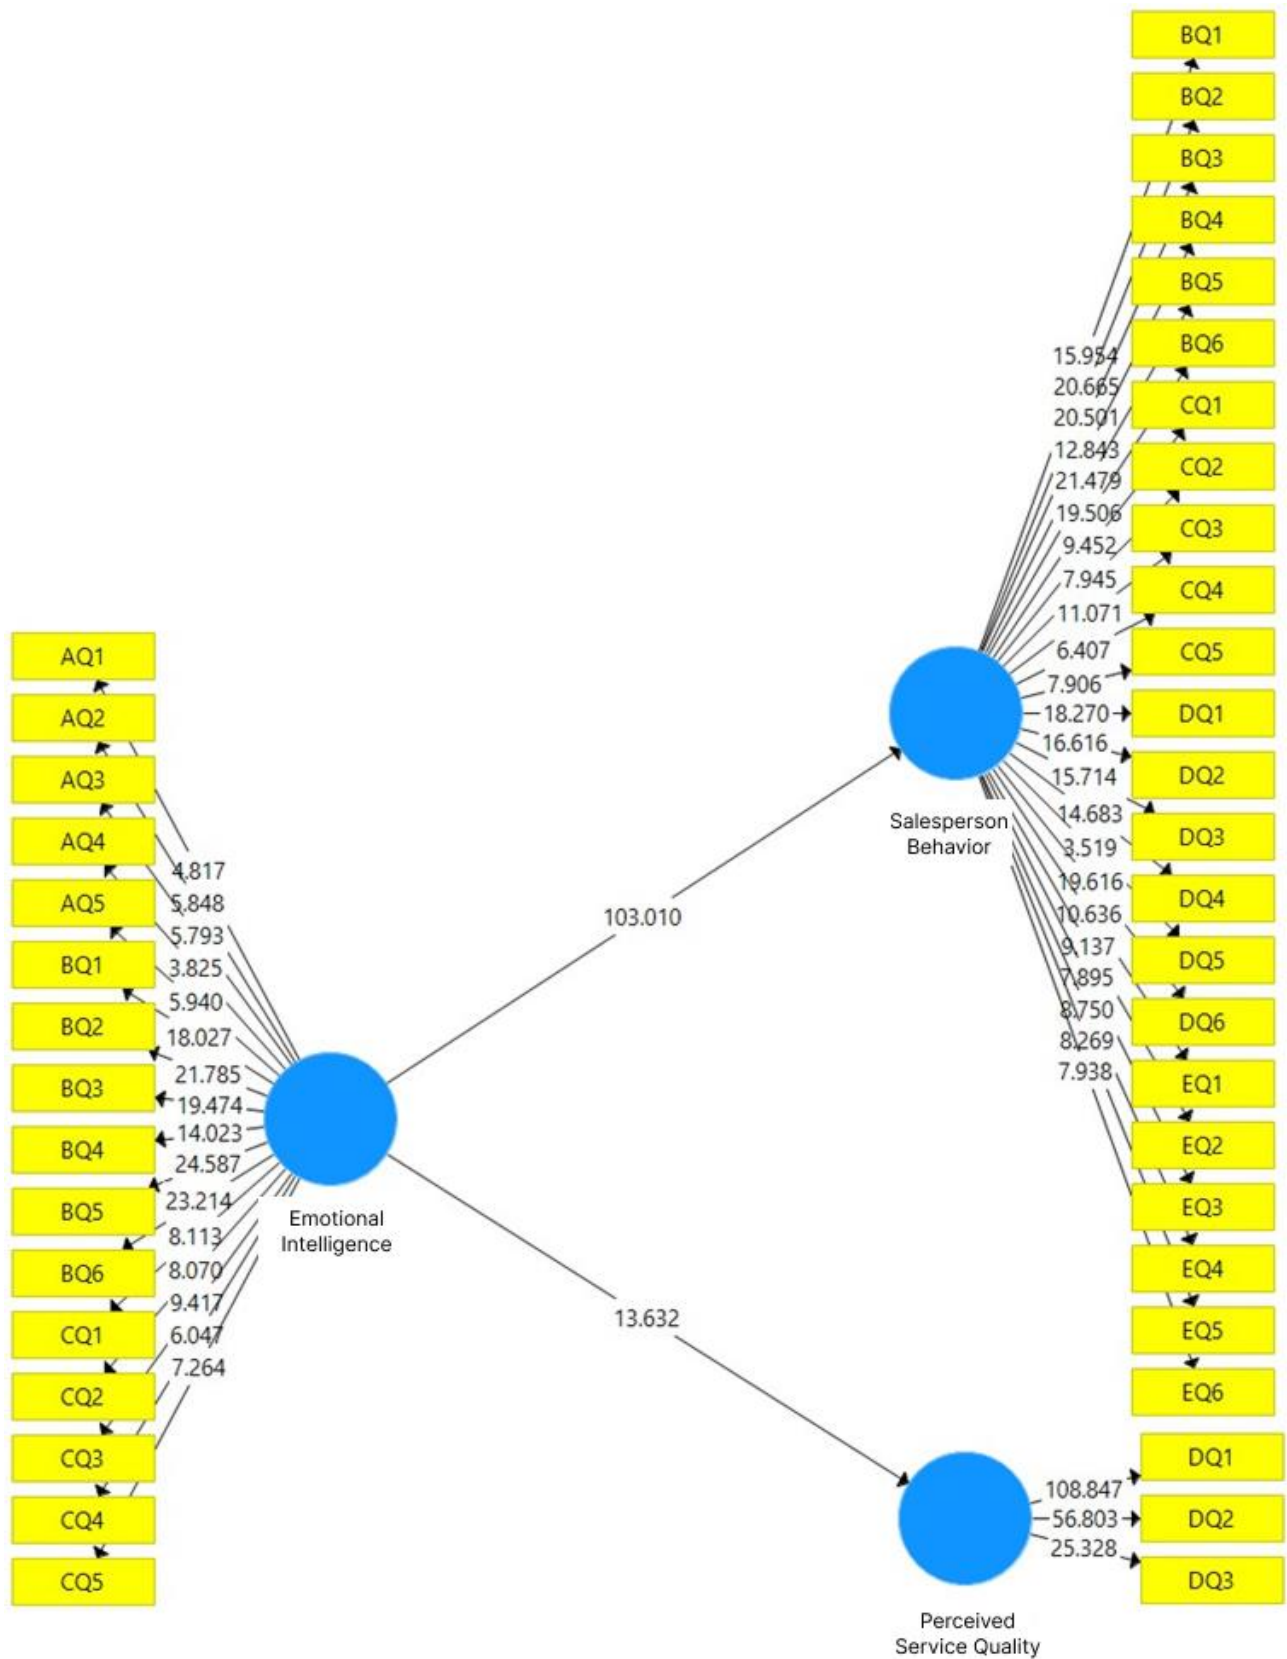 BQ1
BQ2
BQ3
BQ4
BQ5
BQ6
CQ1
CQ2
CQ3
CQ4
CQ5
DQ1
DQ2
DQ3
DQ4
DQ5
DQ6
EQ1
EQ2
EQ3
EQ4
EQ5
EQ6
15.954
20.665
20.501
12.843
21.479
19.506
9.452
7.945
11.071
6.407
7.906
18.270
16.616
15.714
14.683
3.519
19.616
10.636
9.137
7.895
8.750
8.269
7.938
Salesperson
Behavior
103.010
AQ1
AQ2
AQ3
AQ4
AQ5
BQ1
BQ2
BQ3
BQ4
BQ5
BQ6
CQ1
CQ2
CQ3
CQ4
CQ5
4.817
5.848
5.793
3.825
5.940
18.027
21.785
19.474
14.023
24.587
23.214
8.113
8.070
9.417
6.047
7.264
Emotional
Intelligence
13.632
108.847
56.803
25.328
DQ1
DQ2
DQ3
Perceived
Service Quality